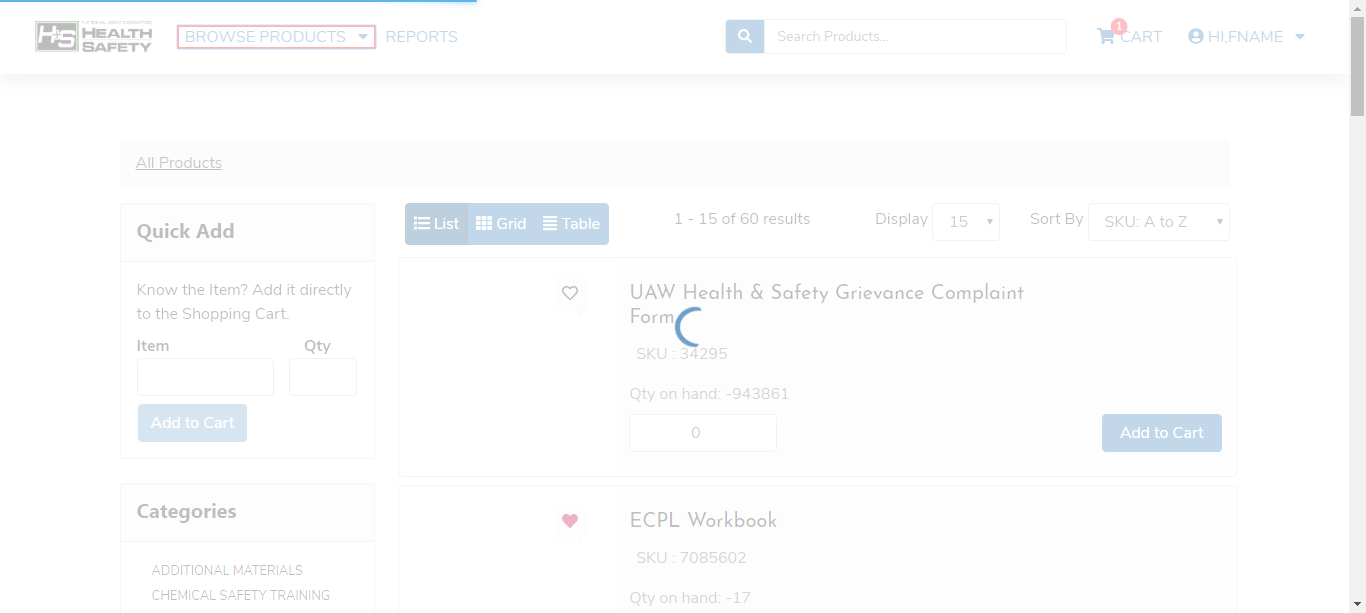 H+S HEALTH SAFETY
BROWSE PRODUCTS
REPORTS
Search Products...
1
CART
HI,FNAME
All Products
Quick Add
Know the Item? Add it directly
to the Shopping Cart.
Item
Qty
Add to Cart
Categories
ADDITIONAL MATERIALS
CHEMICAL SAFETY TRAINING
List
Grid
Table
1 - 15 of 60 results
Display
15
Sort By
SKU: A to Z
UAW Health & Safety Grievance Complaint
Form
SKU : 34295
Qty on hand: -943861
0
Add to Cart
ECPL Workbook
SKU : 7085602
Qty on hand: -17